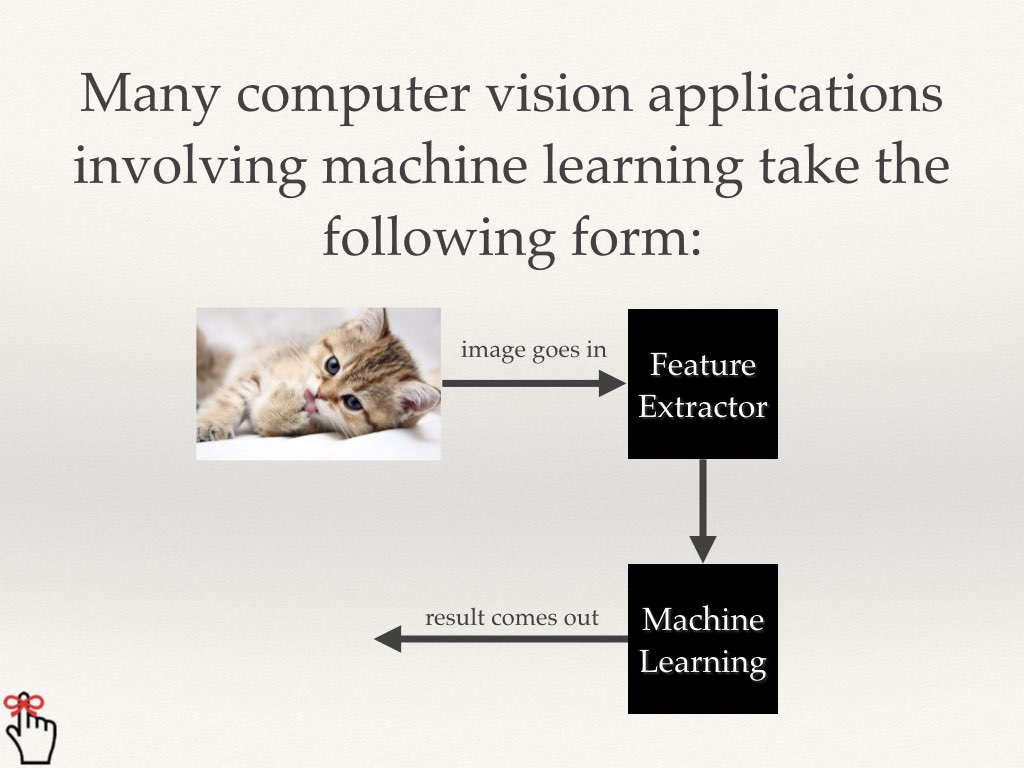 Many computer vision applications
involving machine learning take the
following form:
image goes in
Feature
Extractor
Machine
Learning
result comes out